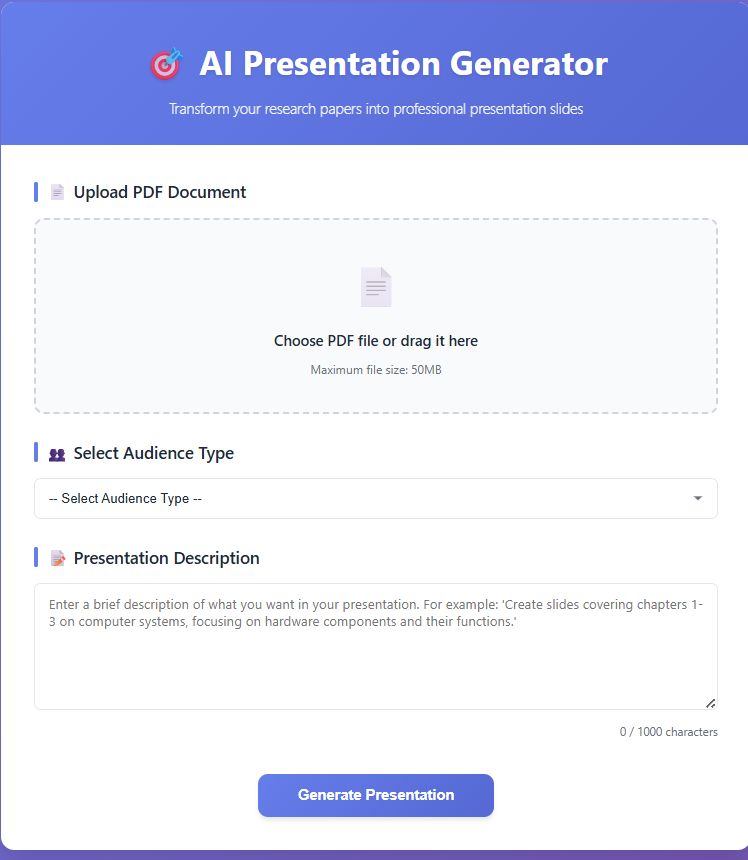 AI Presentation Generator
Transform your research papers into professional presentation slides
Upload PDF Document
Choose PDF file or drag it here
Maximum file size: 50MB
Select Audience Type
-- Select Audience Type --
Presentation Description
Enter a brief description of what you want in your presentation. For example: 'Create slides covering chapters 1-
3 on computer systems, focusing on hardware components and their functions.'
0 / 1000 characters
Generate Presentation